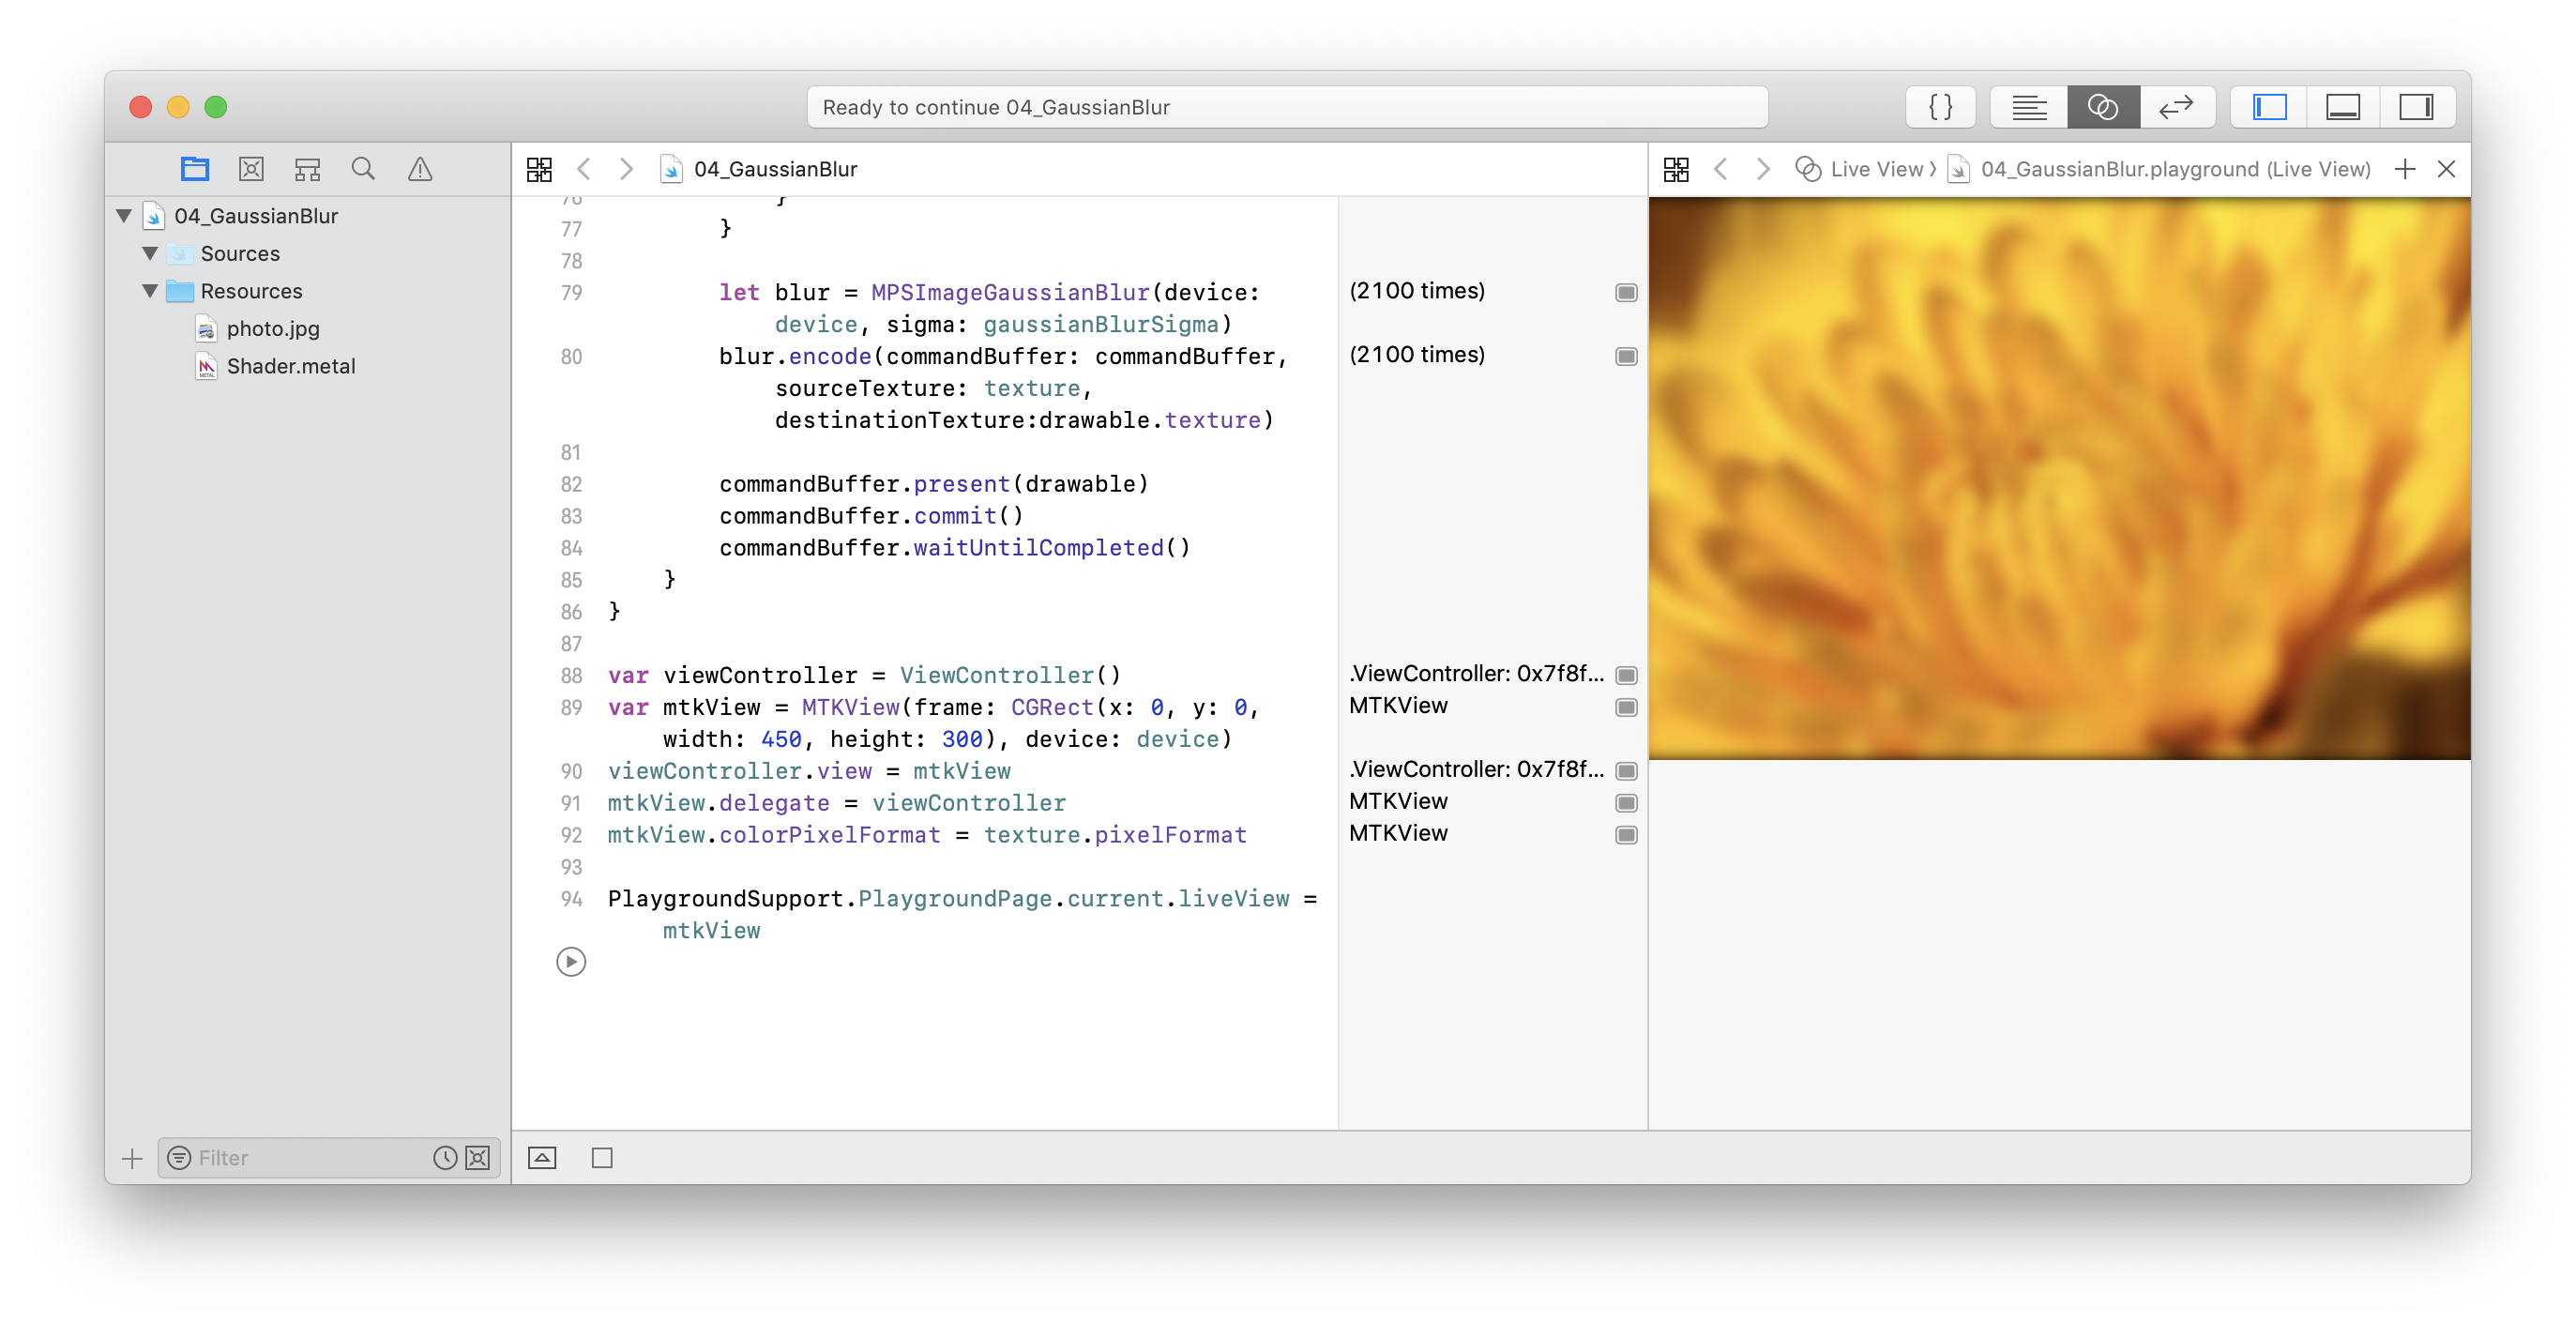 Ready to continue 04_GaussianBlur
{ }
04_GaussianBlur
Live View
04_GaussianBlur.playground (Live View)
04_GaussianBlur
Sources
Resources
photo.jpg
Shader.metal
Filter
76 }
77 }
78
79 let blur = MPSImageGaussianBlur(device:
device, sigma: gaussianBlurSigma)
80 blur.encode(commandBuffer: commandBuffer,
sourceTexture: texture,
destinationTexture:drawable.texture)
81
82 commandBuffer.present(drawable)
83 commandBuffer.commit()
84 commandBuffer.waitUntilCompleted()
85 }
86 }
87
88 var viewController = ViewController()
89 var mtkView = MTKView(frame: CGRect(x: 0, y: 0,
width: 450, height: 300), device: device)
90 viewController.view = mtkView
91 mtkView.delegate = viewController
92 mtkView.colorPixelFormat = texture.pixelFormat
93
94 PlaygroundSupport.PlaygroundPage.current.liveView =
mtkView
(2100 times)
(2100 times)
.ViewController: 0x7f8f...
MTKView
.ViewController: 0x7f8f...
MTKView
MTKView